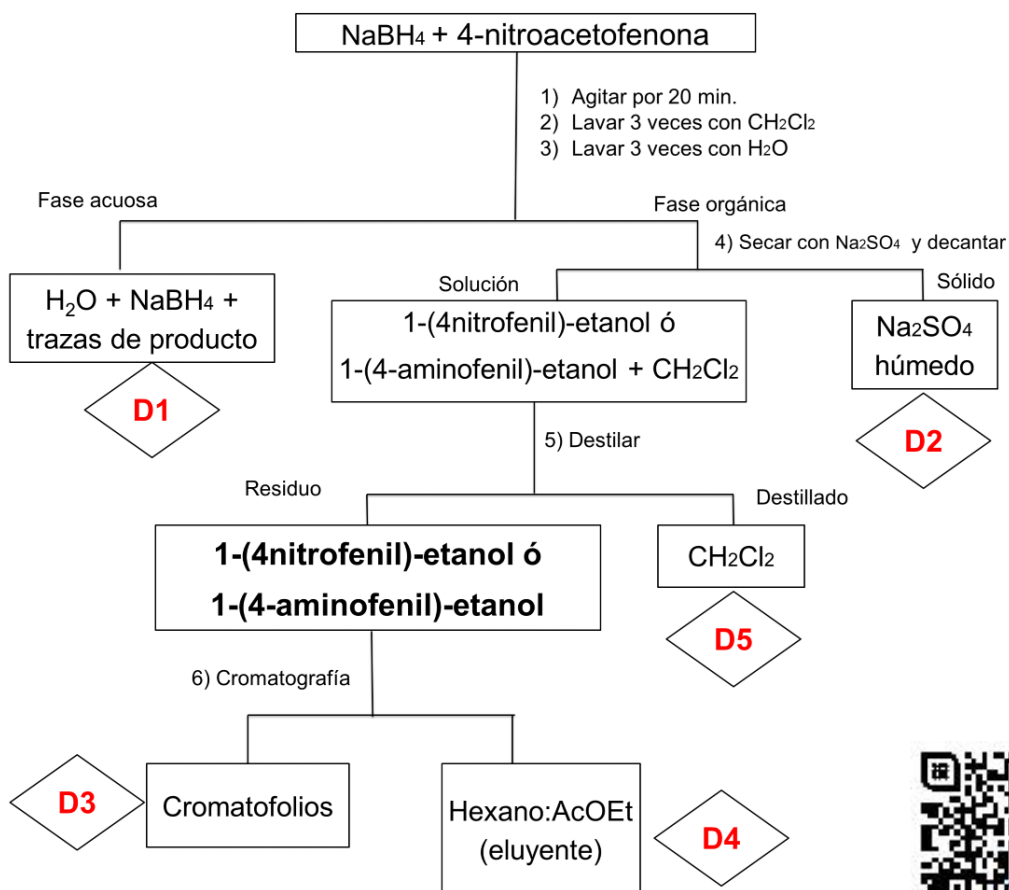 NaBH₄ + 4-nitroacetofenona
1) Agitar por 20 min.
2) Lavar 3 veces con CH₂Cl₂
3) Lavar 3 veces con H₂O
Fase acuosa
Fase orgánica
4) Secar con Na₂SO₄ y decantar
Solución
Sólido
H₂O + NaBH₄ +
trazas de producto
1-(4nitrofenil)-etanol ó
1-(4-aminofenil)-etanol + CH₂Cl₂
Na₂SO₄
húmedo
D1
D2
5) Destilar
Residuo
Destillado
1-(4nitrofenil)-etanol ó
1-(4-aminofenil)-etanol
CH₂Cl₂
D5
6) Cromatografía
D3
Cromatofolios
Hexano:AcOEt
(eluyente)
D4